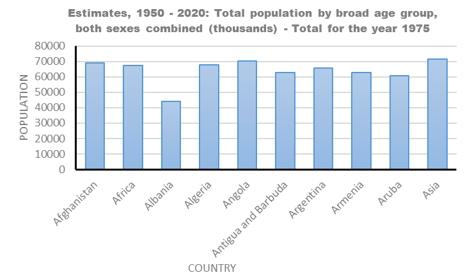 Estimates, 1950 - 2020: Total population by broad age group,
both sexes combined (thousands) - Total for the year 1975
80000
70000
60000
50000
40000
30000
20000
10000
0
POPULATION
Afghanistan
Africa
Albania
Algeria
Angola
Antigua and Barbuda
Argentina
Armenia
Aruba
Asia
COUNTRY